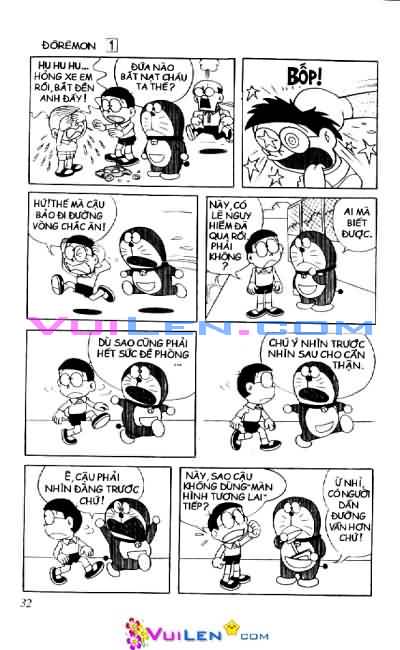 ĐÔRÊMON 1
HU HU HU...
HỎNG XE EM
RỒI, BẮT ĐỀN
ANH ĐẤY!
ĐỨA NÀO
BẮT NẠT CHÁU
TA THẾ?
BỐP!
HỨ! THẾ MÀ CẬU
BẢO ĐI ĐƯỜNG
VÒNG CHẮC ĂN!
NÀY, CÓ
LẼ NGUY
HIỂM ĐÃ
QUA RỒI,
PHẢI
KHÔNG?
AI MÀ
BIẾT
ĐƯỢC.
VUILEN.COM
DÙ SAO CŨNG PHẢI
HẾT SỨC ĐỀ PHÒNG
...
CHÚ Ý NHÌN TRƯỚC
NHÌN SAU CHO CẨN
THẬN.
Ê, CẬU PHẢI
NHÌN ĐẰNG TRƯỚC
CHỨ!
NÀY, SAO CẬU
KHÔNG DÙNG "MÀN
HÌNH TƯƠNG LAI"
TIẾP?
Ừ NHỈ,
CÓ NGƯỜI
DẪN
ĐƯỜNG
VẪN HƠN
CHỨ!
32
VUILEN.COM